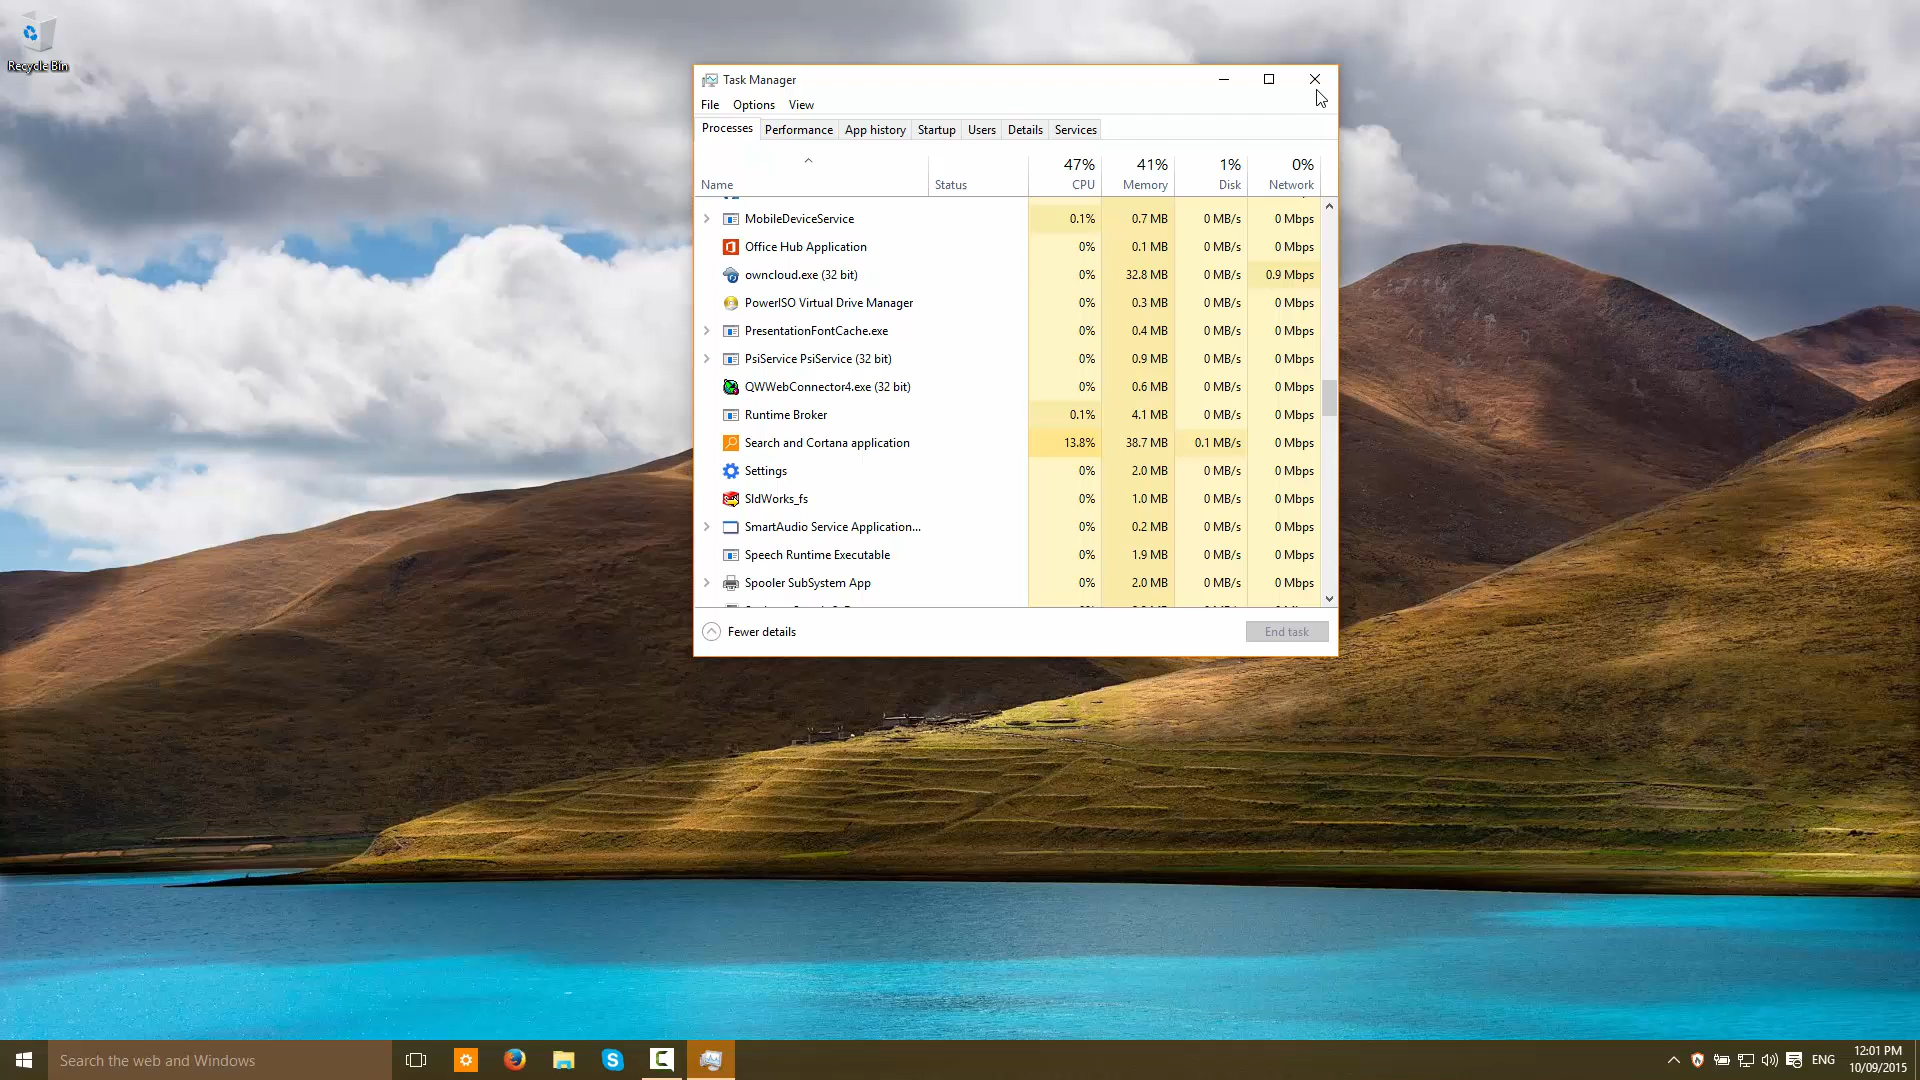 Recycle Bin
Task Manager
File Options View
Processes Performance App history Startup Users Details Services
47% 41% 1% 0%
Name Status CPU Memory Disk Network
MobileDeviceService 0.1% 0.7 MB 0 MB/s 0 Mbps
Office Hub Application 0% 0.1 MB 0 MB/s 0 Mbps
owncloud.exe (32 bit) 0% 32.8 MB 0 MB/s 0.9 Mbps
PowerISO Virtual Drive Manager 0% 0.3 MB 0 MB/s 0 Mbps
PresentationFontCache.exe 0% 0.4 MB 0 MB/s 0 Mbps
PsiService PsiService (32 bit) 0% 0.9 MB 0 MB/s 0 Mbps
QWWebConnector4.exe (32 bit) 0% 0.6 MB 0 MB/s 0 Mbps
Runtime Broker 0.1% 4.1 MB 0 MB/s 0 Mbps
Search and Cortana application 13.8% 38.7 MB 0.1 MB/s 0 Mbps
Settings 0% 2.0 MB 0 MB/s 0 Mbps
SldWorks_fs 0% 1.0 MB 0 MB/s 0 Mbps
SmartAudio Service Application... 0% 0.2 MB 0 MB/s 0 Mbps
Speech Runtime Executable 0% 1.9 MB 0 MB/s 0 Mbps
Spooler SubSystem App 0% 2.0 MB 0 MB/s 0 Mbps
Fewer details End task
Search the web and Windows
ENG
12:01 PM
10/09/2015